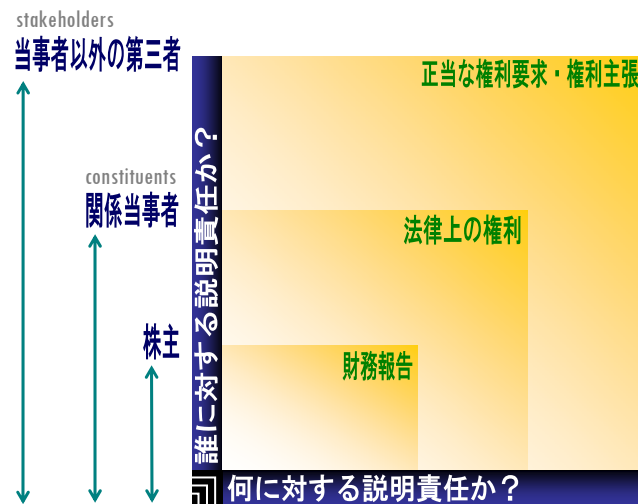 stakeholders
当事者以外の第三者
正当な権利要求・権利主張
constituents
関係当事者
法律上の権利
株主
財務報告
誰に対する説明責任か？
何に対する説明責任か？